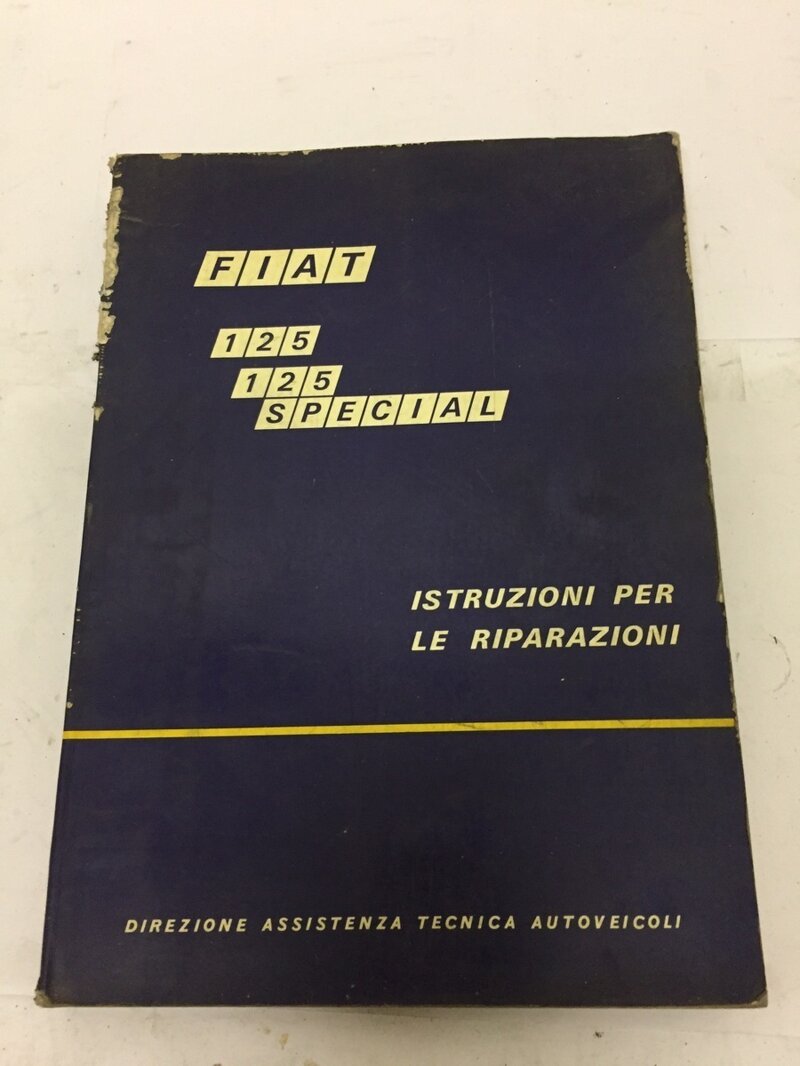 FIAT
125
125
SPECIAL
ISTRUZIONI PER
LE RIPARAZIONI
DIREZIONE ASSISTENZA TECNICA AUTOVEICOLI